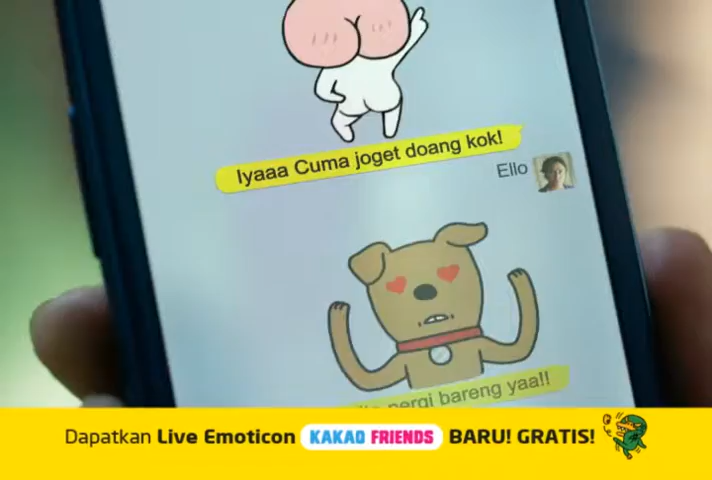 Iyaaa Cuma joget doang kok!
Ello
pergi bareng yaa!!
Dapatkan Live Emoticon KAKAO FRIENDS BARU! GRATIS!